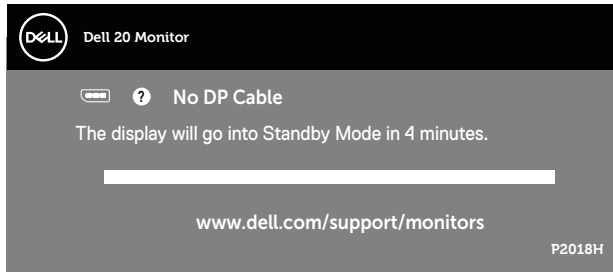 DELL
Dell 20 Monitor
? No DP Cable
The display will go into Standby Mode in 4 minutes.
www.dell.com/support/monitors
P2018H